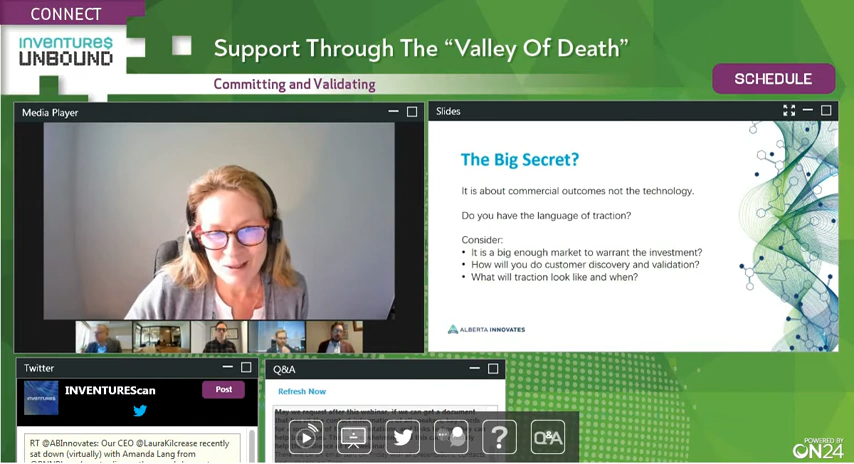 CONNECT
INVENTURE$
UNBOUND
Support Through The “Valley Of Death”
Committing and Validating
SCHEDULE
Media Player
Slides
The Big Secret?
It is about commercial outcomes not the technology.
Do you have the language of traction?
Consider:
• It is a big enough market to warrant the investment?
• How will you do customer discovery and validation?
• What will traction look like and when?
ALBERTA INNOVATES
Twitter
INVENTUREScan
Post
RT @ABInnovates: Our CEO @LauraKilcrease recently
sat down (virtually) with Amanda Lang from
Q&A
Refresh Now
May we request after this webinar, if we can get a document
?
Q&A
POWERED BY
ON24